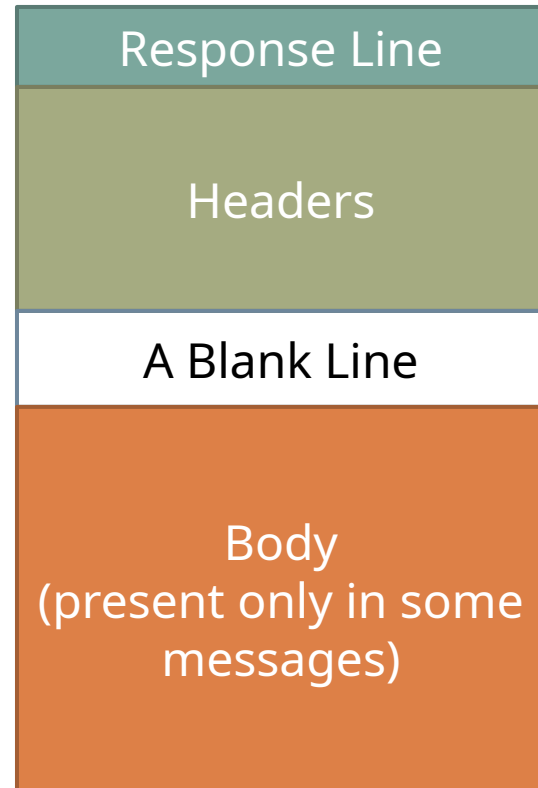 Response Line
Headers
A Blank Line
Body
(present only in some
messages)